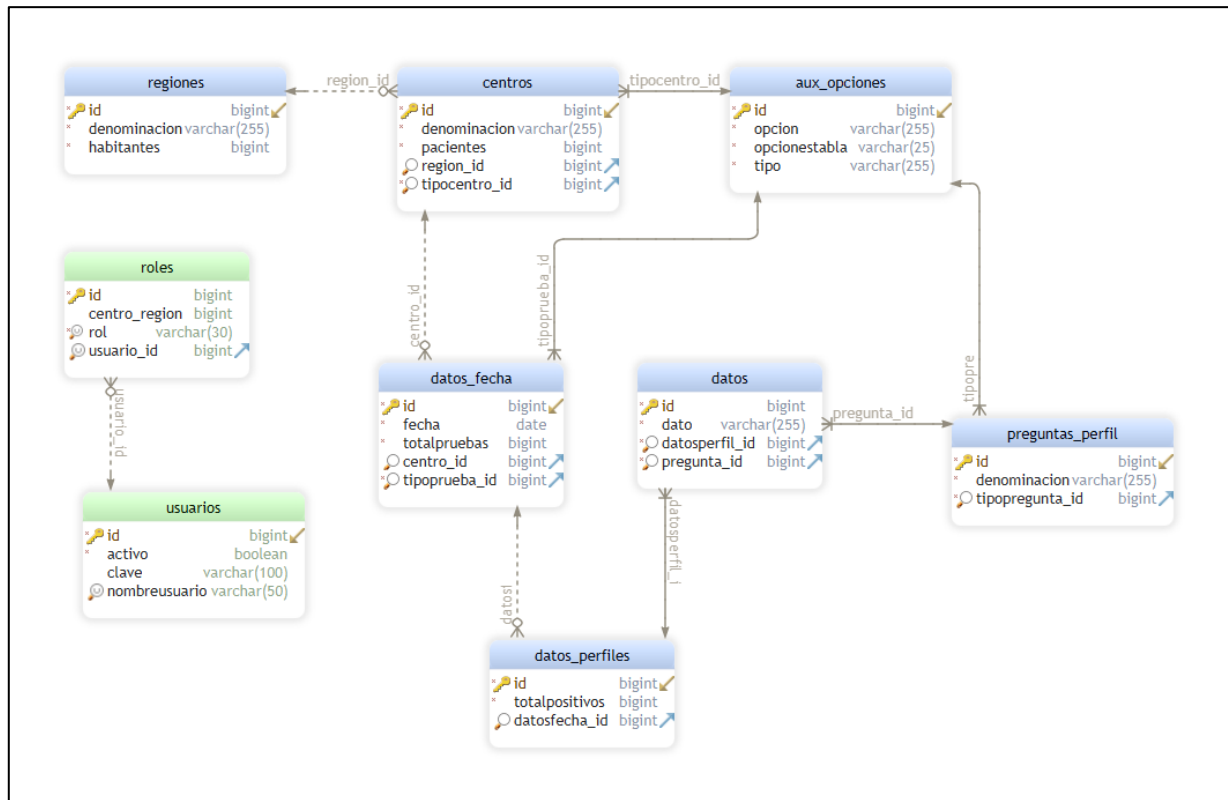 regiones
id bigint
denominacion varchar(255)
habitantes bigint
region_id
centros
id bigint
denominacion varchar(255)
pacientes bigint
region_id bigint
tipocentro_id bigint
tipocentro_id
aux_opciones
id bigint
opcion varchar(255)
opcionestabla varchar(25)
tipo varchar(255)
roles
id bigint
centro_region bigint
rol varchar(30)
usuario_id bigint
usuario_id
usuarios
id bigint
activo boolean
clave varchar(100)
nombreusuario varchar(50)
centro_id
tipoprueba_id
tipopre
datos_fecha
id bigint
fecha date
totalpruebas bigint
centro_id bigint
tipoprueba_id bigint
datos
id bigint
dato varchar(255)
datosperfil_id bigint
pregunta_id bigint
pregunta_id
preguntas_perfil
id bigint
denominacion varchar(255)
tipopregunta_id bigint
datosperfil_i
datos_perfiles
id bigint
totalpositivos bigint
datosfecha_id bigint